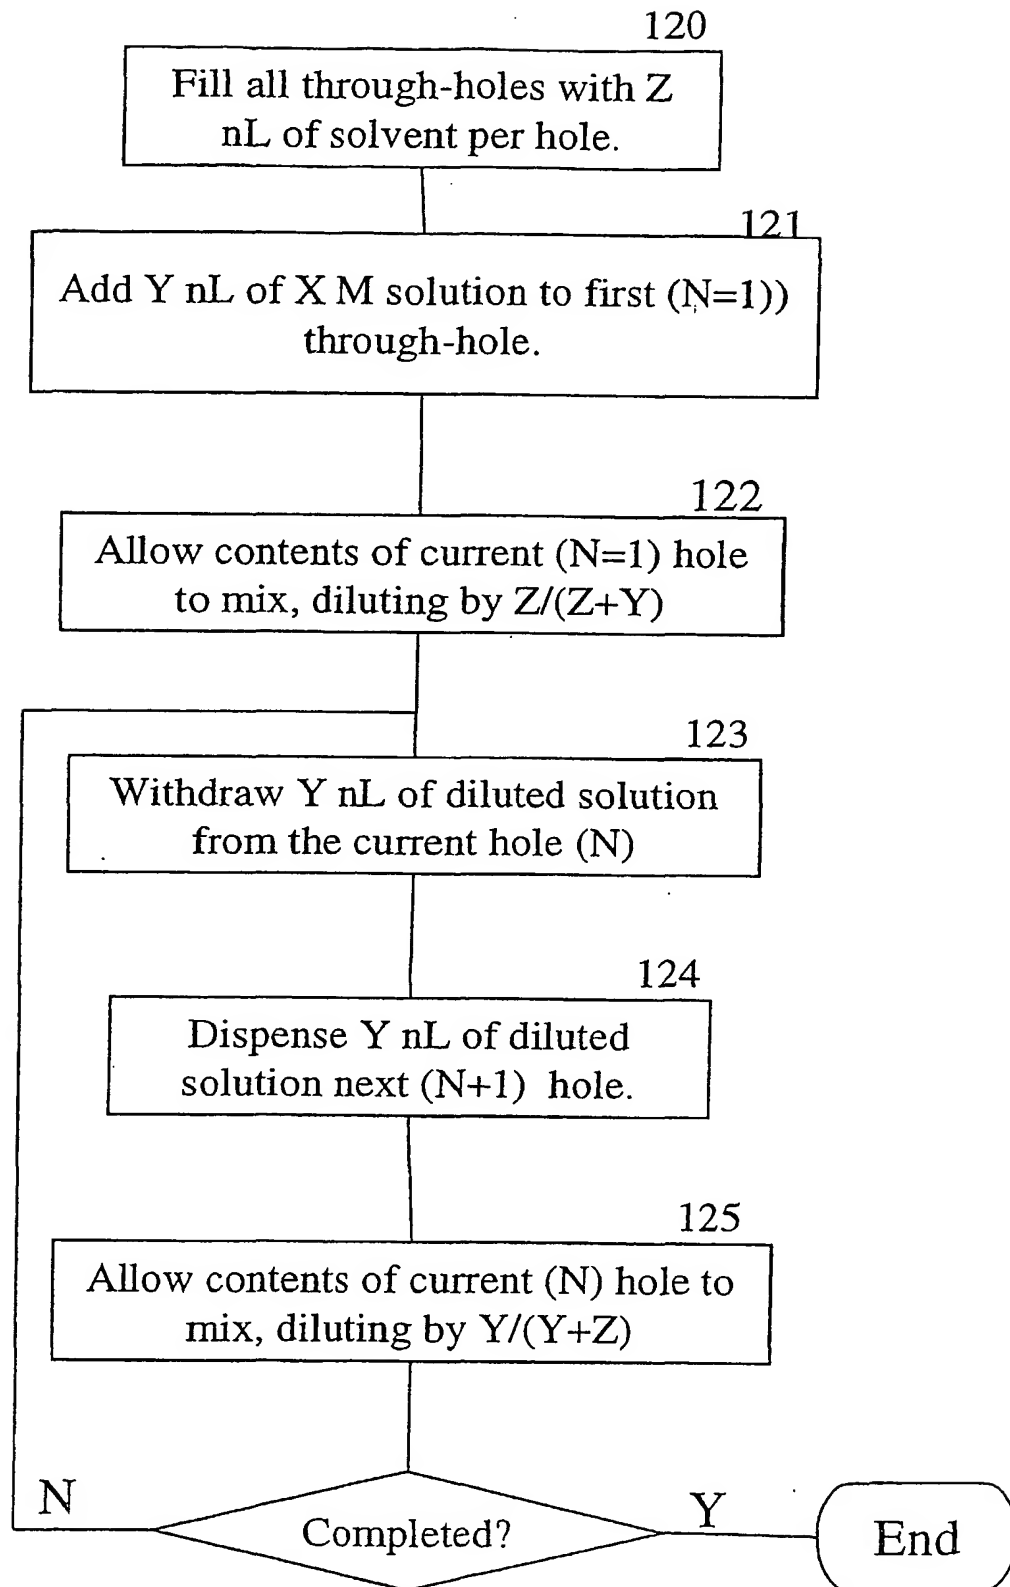 120
Fill all through-holes with Z
nL of solvent per hole.
121
Add Y nL of X M solution to first (N=1))
through-hole.
122
Allow contents of current (N=1) hole
to mix, diluting by Z/(Z+Y)
123
Withdraw Y nL of diluted solution
from the current hole (N)
124
Dispense Y nL of diluted
solution next (N+1) hole.
125
Allow contents of current (N) hole to
mix, diluting by Y/(Y+Z)
N
Completed?
Y
End